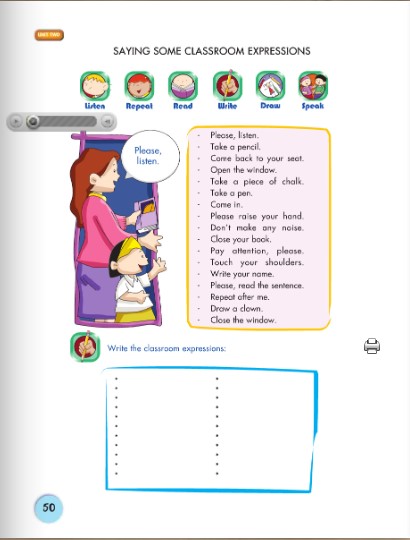 UNIT TWO
SAYING SOME CLASSROOM EXPRESSIONS
Listen Repeat Read Write Draw Speak
Please,
listen.
- Please, listen.
- Take a pencil.
- Come back to your seat.
- Open the window.
- Take a piece of chalk.
- Take a pen.
- Come in.
- Please raise your hand.
- Don't make any noise.
- Close your book.
- Pay attention, please.
- Touch your shoulders.
- Write your name.
- Please, read the sentence.
- Repeat after me.
- Draw a clown.
- Close the window.
Write the classroom expressions:
50